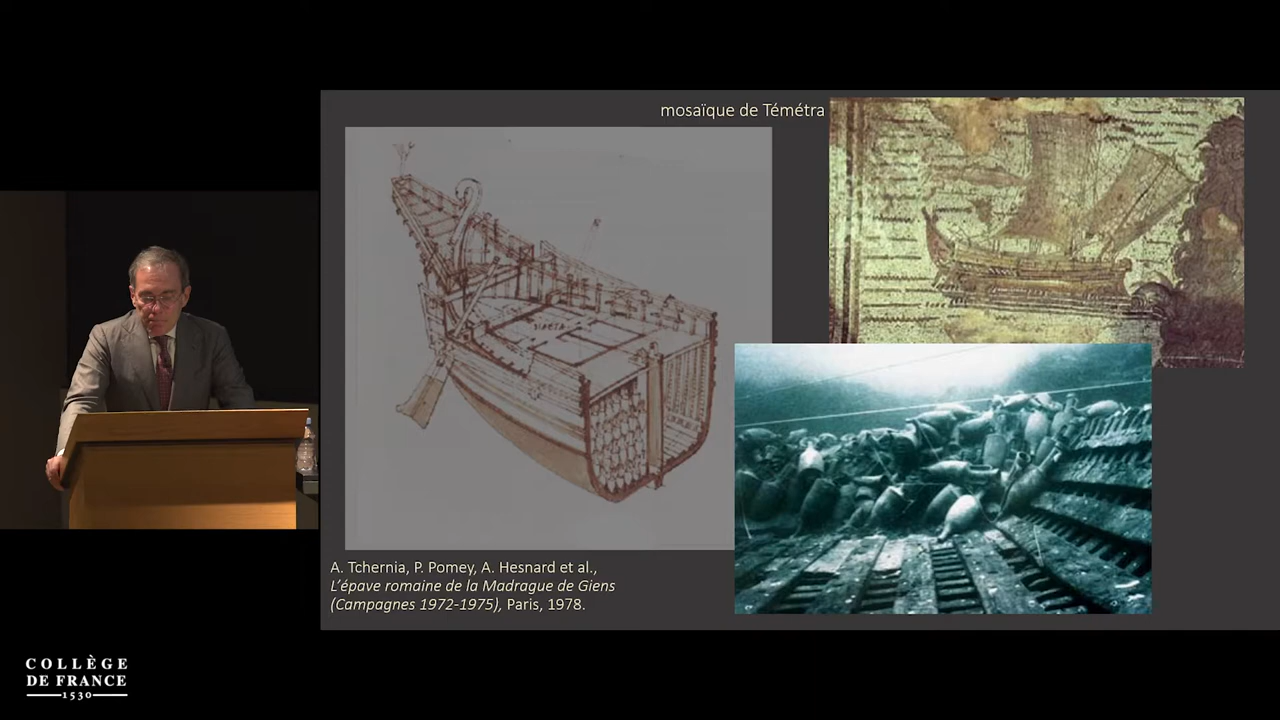 mosaïque de Témétra
A. Tchernia, P. Pomey, A. Hesnard et al.,
L'épave romaine de la Madrague de Giens
(Campagnes 1972-1975), Paris, 1978.
COLLÈGE
DE FRANCE
1530